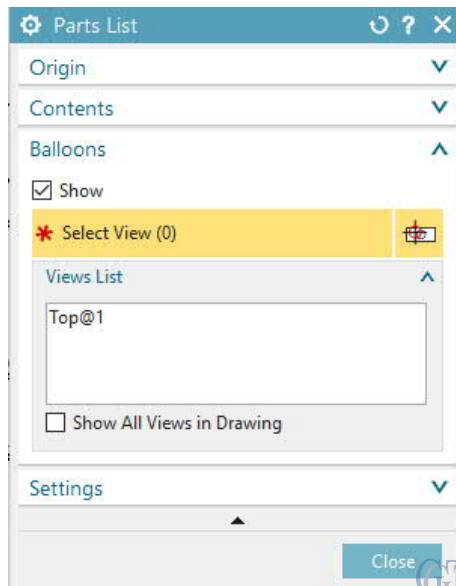 Parts List
Origin
Contents
Balloons
Show
Select View (0)
Views List
Top@1
Show All Views in Drawing
Settings
Close